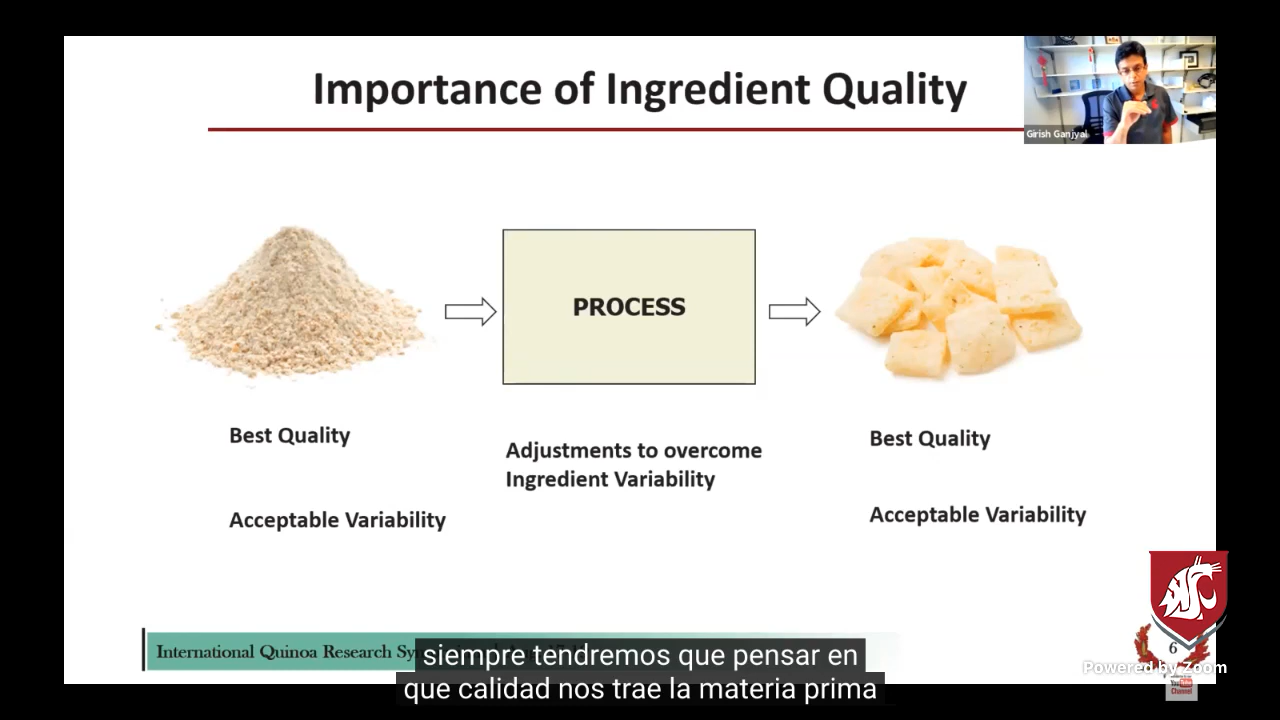 Importance of Ingredient Quality
Girish Ganjyal
PROCESS
Best Quality
Adjustments to overcome
Ingredient Variability
Best Quality
Acceptable Variability
Acceptable Variability
International Quinoa Research Sy
siempre tendremos que pensar en
que calidad nos trae la materia prima
6
Powered by Zoom
YouTube
Channel